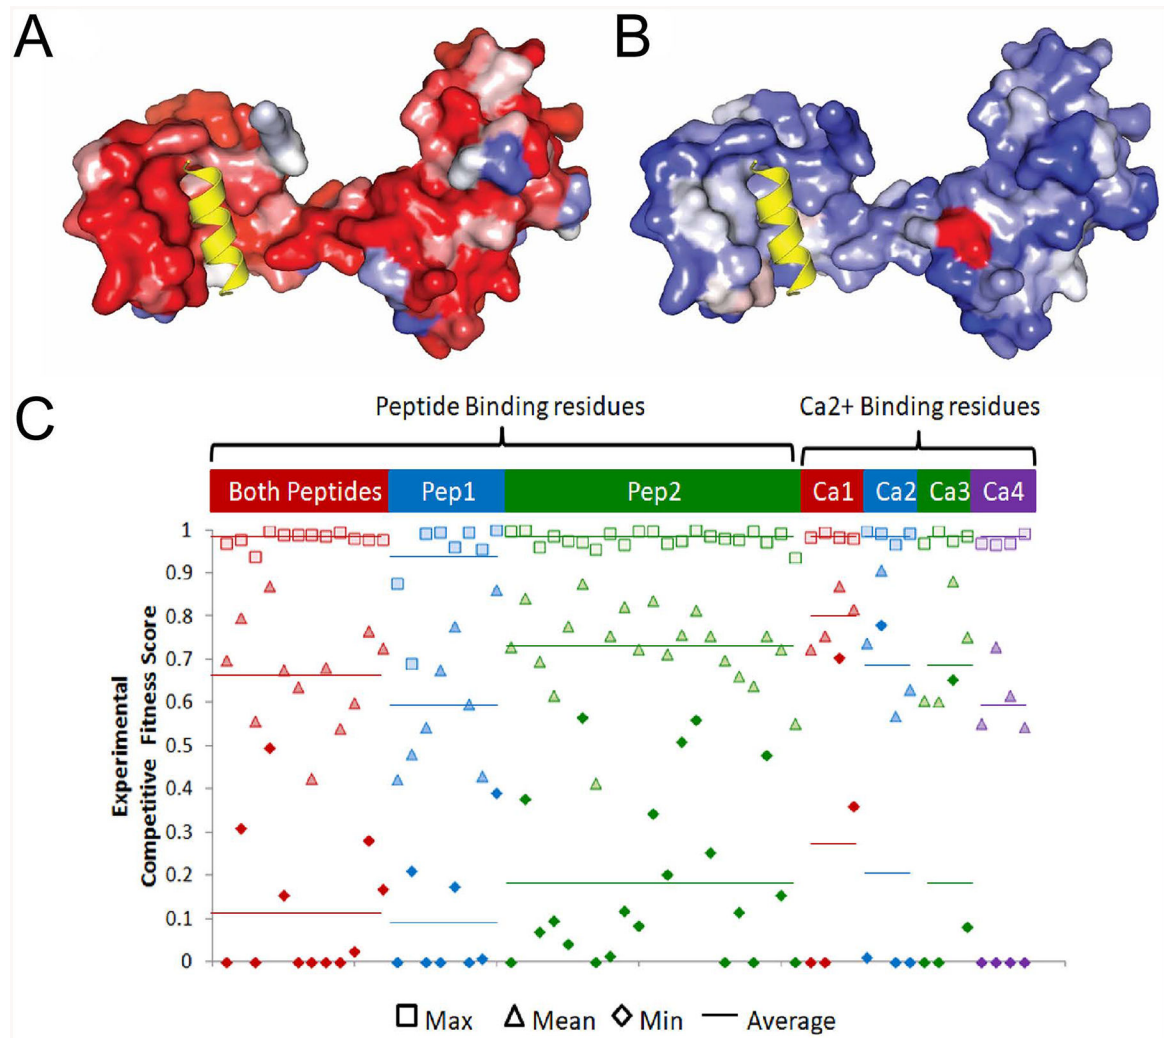 A
B
C
Peptide Binding residues
Ca2+ Binding residues
Both Peptides
Pep1
Pep2
Ca1
Ca2
Ca3
Ca4
Experimental
Competitive Fitness Score
1
0.9
0.8
0.7
0.6
0.5
0.4
0.3
0.2
0.1
0
Max
Mean
Min
Average